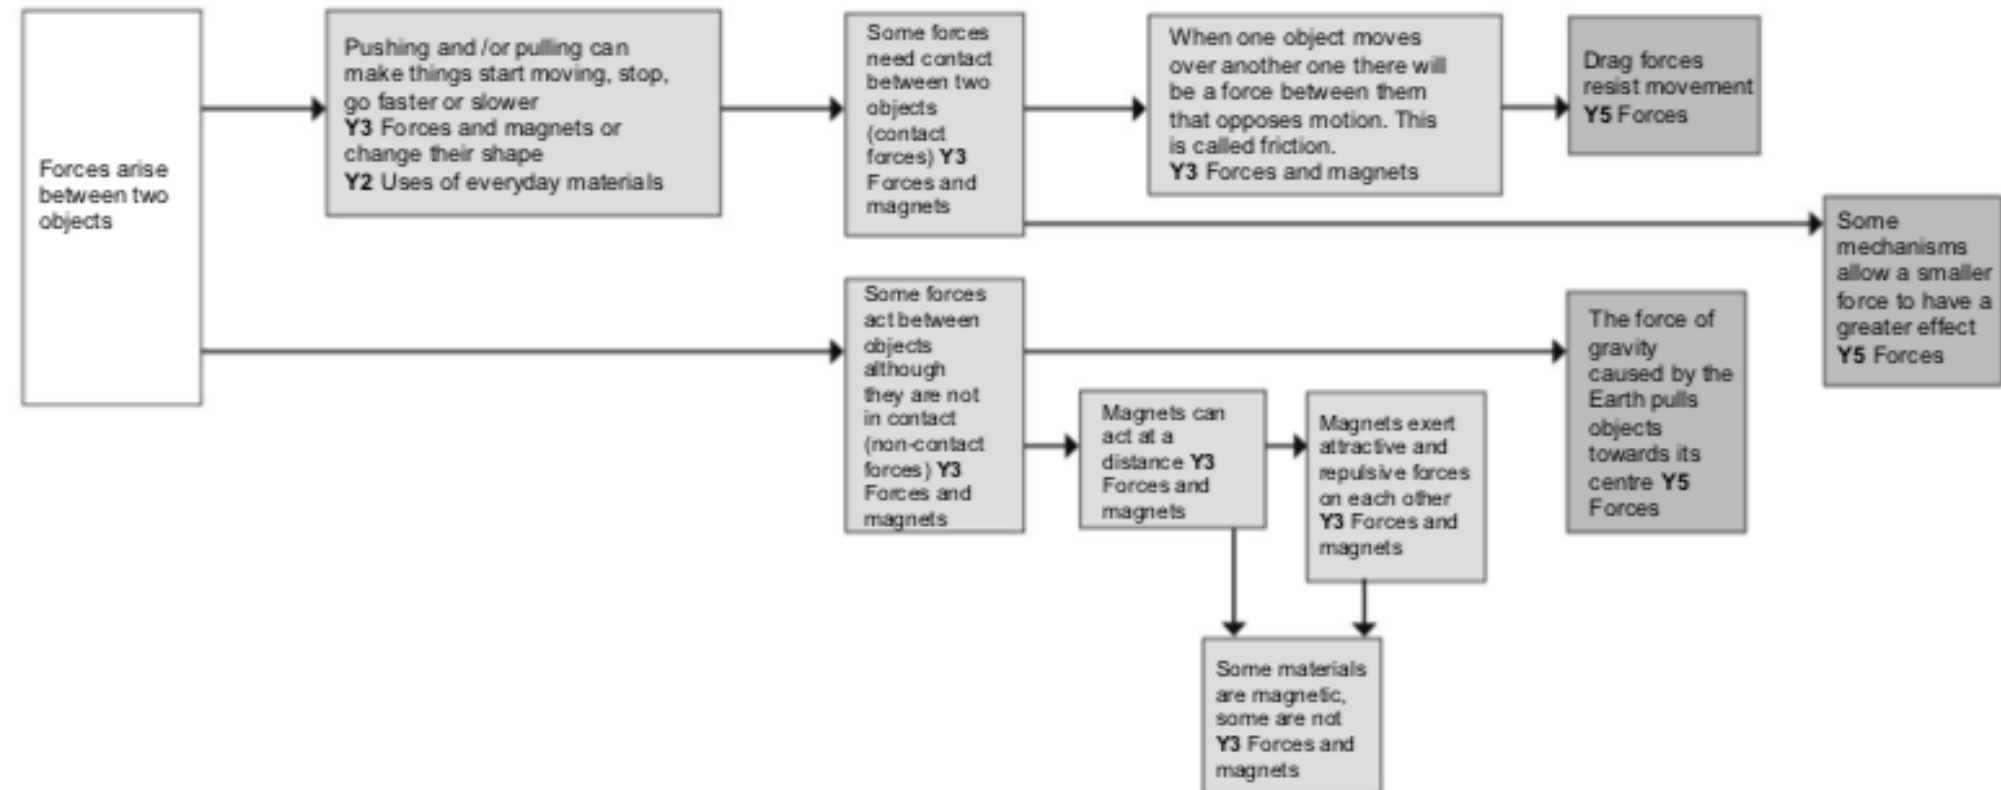 Forces arise
between two
objects
Pushing and /or pulling can
make things start moving, stop,
go faster or slower
Y3 Forces and magnets or
change their shape
Y2 Uses of everyday materials
Some forces
need contact
between two
objects
(contact
forces) Y3
Forces and
magnets
When one object moves
over another one there will
be a force between them
that opposes motion. This
is called friction.
Y3 Forces and magnets
Drag forces
resist movement
Y5 Forces
Some
mechanisms
allow a smaller
force to have a
greater effect
Y5 Forces
Some forces
act between
objects
although
they are not
in contact
(non-contact
forces) Y3
Forces and
magnets
Magnets can
act at a
distance Y3
Forces and
magnets
Magnets exert
attractive and
repulsive forces
on each other
Y3 Forces and
magnets
The force of
gravity
caused by the
Earth pulls
objects
towards its
centre Y5
Forces
Some materials
are magnetic,
some are not
Y3 Forces and
magnets